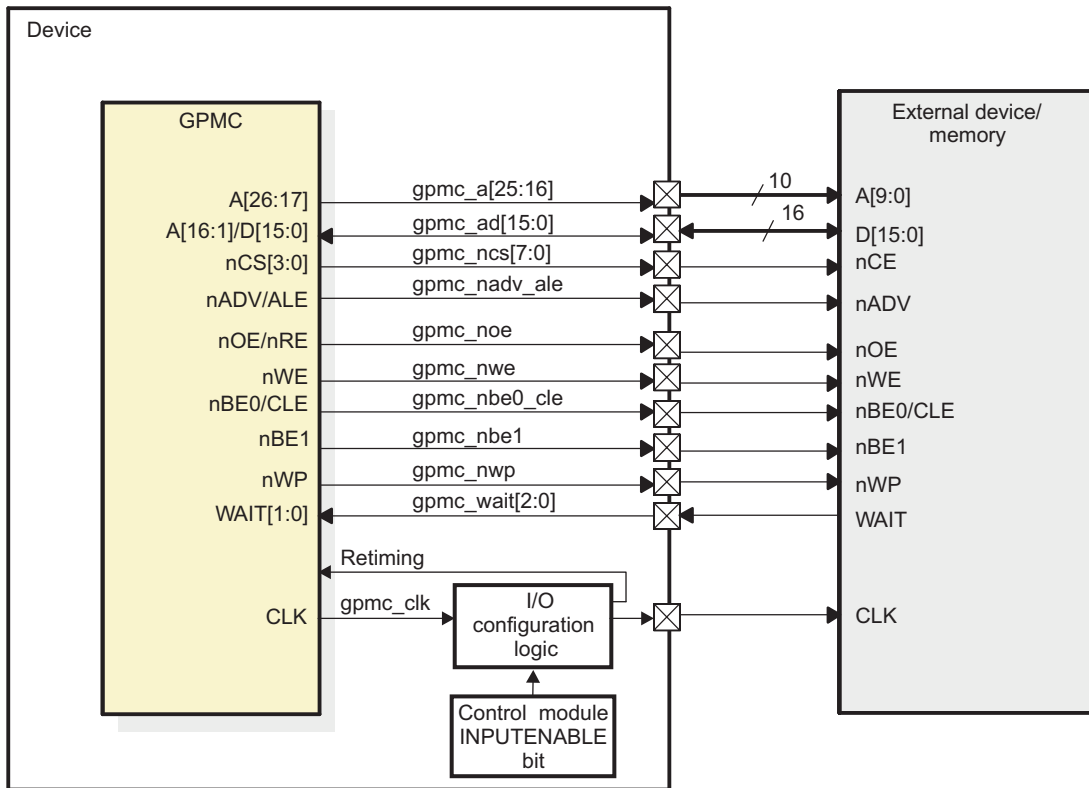 Device
GPMC
External device/
memory
A[26:17]
gpmc_a[25:16]
10
A[9:0]
A[16:1]/D[15:0]
gpmc_ad[15:0]
16
D[15:0]
nCS[3:0]
gpmc_ncs[7:0]
nCE
nADV/ALE
gpmc_nadv_ale
nADV
nOE/nRE
gpmc_noe
nOE
nWE
gpmc_nwe
nWE
nBE0/CLE
gpmc_nbe0_cle
nBE0/CLE
nBE1
gpmc_nbe1
nBE1
nWP
gpmc_nwp
nWP
WAIT[1:0]
gpmc_wait[2:0]
WAIT
Retiming
CLK
gpmc_clk
I/O
configuration
logic
CLK
Control module
INPUTENABLE
bit